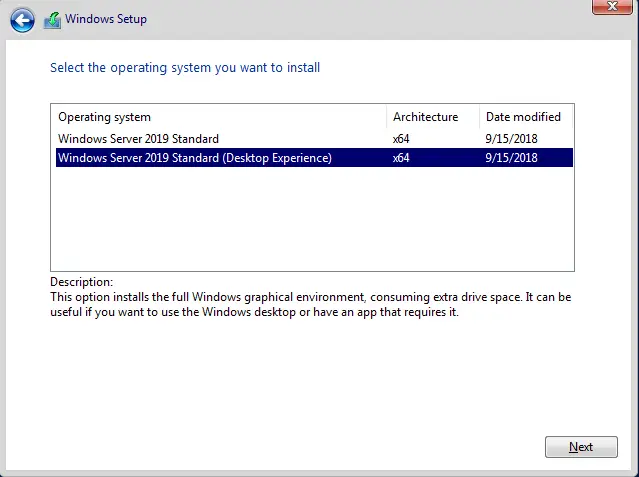 Windows Setup
Select the operating system you want to install
Operating system Architecture Date modified
Windows Server 2019 Standard x64 9/15/2018
Windows Server 2019 Standard (Desktop Experience) x64 9/15/2018
Description:
This option installs the full Windows graphical environment, consuming extra drive space. It can be
useful if you want to use the Windows desktop or have an app that requires it.
Next